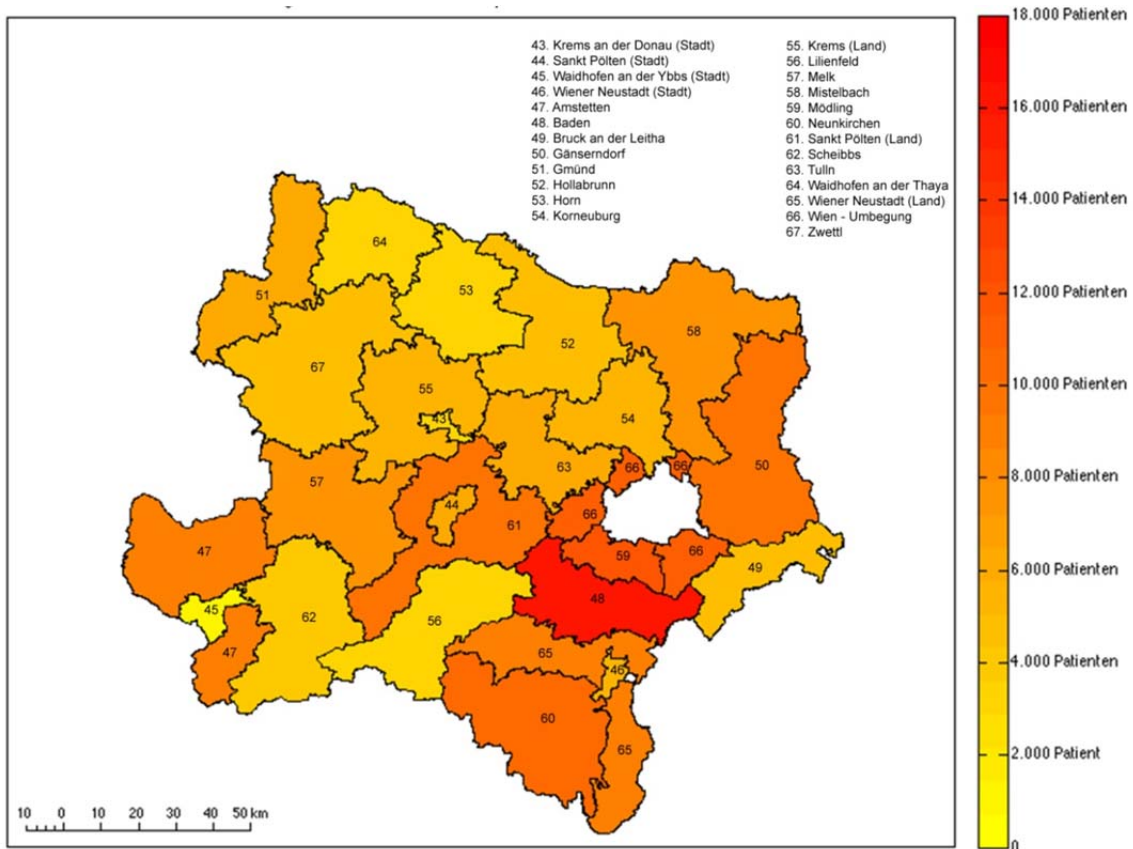 43. Krems an der Donau (Stadt)
44. Sankt Pölten (Stadt)
45. Waidhofen an der Ybbs (Stadt)
46. Wiener Neustadt (Stadt)
47. Amstetten
48. Baden
49. Bruck an der Leitha
50. Gänserndorf
51. Gmünd
52. Hollabrunn
53. Horn
54. Korneuburg
55. Krems (Land)
56. Lilienfeld
57. Melk
58. Mistelbach
59. Mödling
60. Neunkirchen
61. Sankt Pölten (Land)
62. Scheibbs
63. Tulln
64. Waidhofen an der Thaya
65. Wiener Neustadt (Land)
66. Wien - Umbegung
67. Zwettl
64
51
53
58
52
67
55
54
43
66
66
50
63
57
44
66
61
47
59
66
49
48
45
62
56
47
65
46
60
65
10 0 10 20 30 40 50 km
18.000 Patienten
16.000 Patienten
14.000 Patienten
12.000 Patienten
10.000 Patienten
8.000 Patienten
6.000 Patienten
4.000 Patienten
2.000 Patient
0